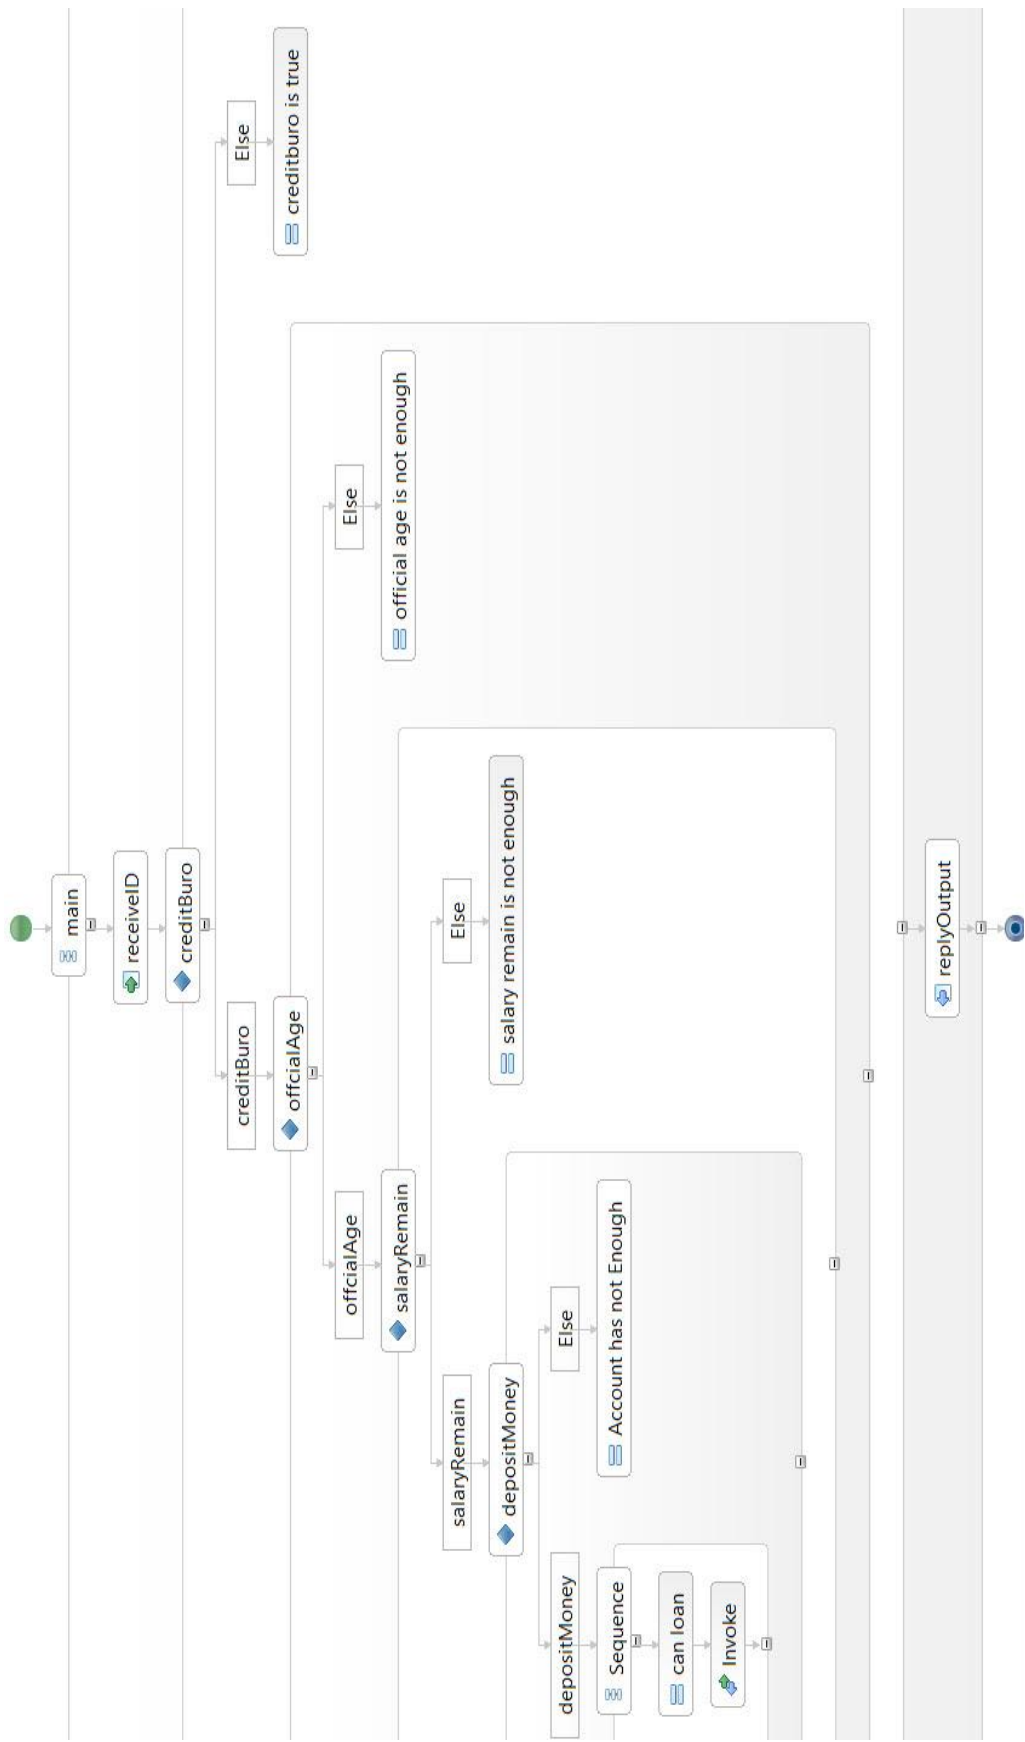 main
receiveID
creditBuro
creditBuro
Else
offcialAge
creditburo is true
offcialAge
Else
salaryRemain
official age is not enough
salaryRemain
Else
depositMoney
salary remain is not enough
depositMoney
Else
Sequence
Account has not Enough
can loan
Invoke
replyOutput